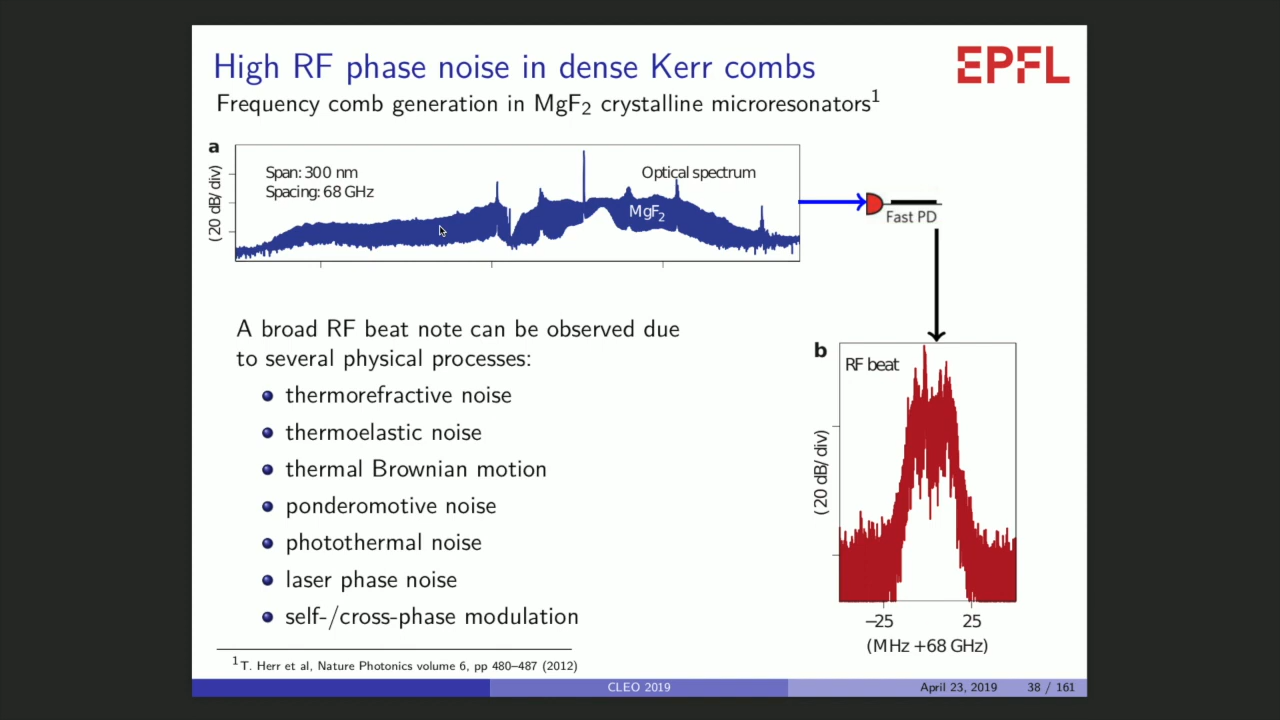 High RF phase noise in dense Kerr combs
EPFL
Frequency comb generation in MgF₂ crystalline microresonators¹
a
(20 dB/ div)
Span: 300 nm
Spacing: 68 GHz
Optical spectrum
MgF₂
Fast PD
A broad RF beat note can be observed due
to several physical processes:
thermorefractive noise
thermoelastic noise
thermal Brownian motion
ponderomotive noise
photothermal noise
laser phase noise
self-/cross-phase modulation
b
RF beat
(20 dB/ div)
−25 25
(MHz +68 GHz)
¹T. Herr et al, Nature Photonics volume 6, pp 480–487 (2012)
CLEO 2019 April 23, 2019 38 / 161